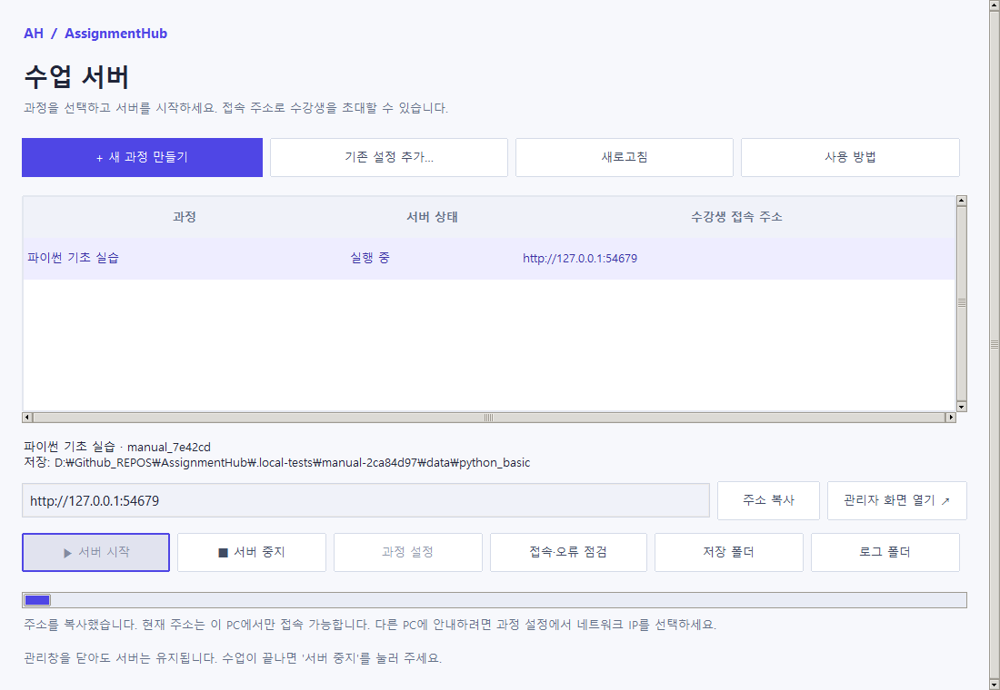 AH / AssignmentHub
수업 서버
과정을 선택하고 서버를 시작하세요. 접속 주소로 수강생을 초대할 수 있습니다.
+ 새 과정 만들기 기존 설정 추가... 새로고침 사용 방법
과정 서버 상태 수강생 접속 주소
파이썬 기초 실습 실행 중 http://127.0.0.1:54679
파이썬 기초 실습 · manual_7e42cd
저장: D:₩Github_REPOS₩AssignmentHub₩.local-tests₩manual-2ca84d97₩data₩python_basic
http://127.0.0.1:54679 주소 복사 관리자 화면 열기 ↗
▶ 서버 시작 ■ 서버 중지 과정 설정 접속·오류 점검 저장 폴더 로그 폴더
주소를 복사했습니다. 현재 주소는 이 PC에서만 접속 가능합니다. 다른 PC에 안내하려면 과정 설정에서 네트워크 IP를 선택하세요.
관리창을 닫아도 서버는 유지됩니다. 수업이 끝나면 '서버 중지'를 눌러 주세요.